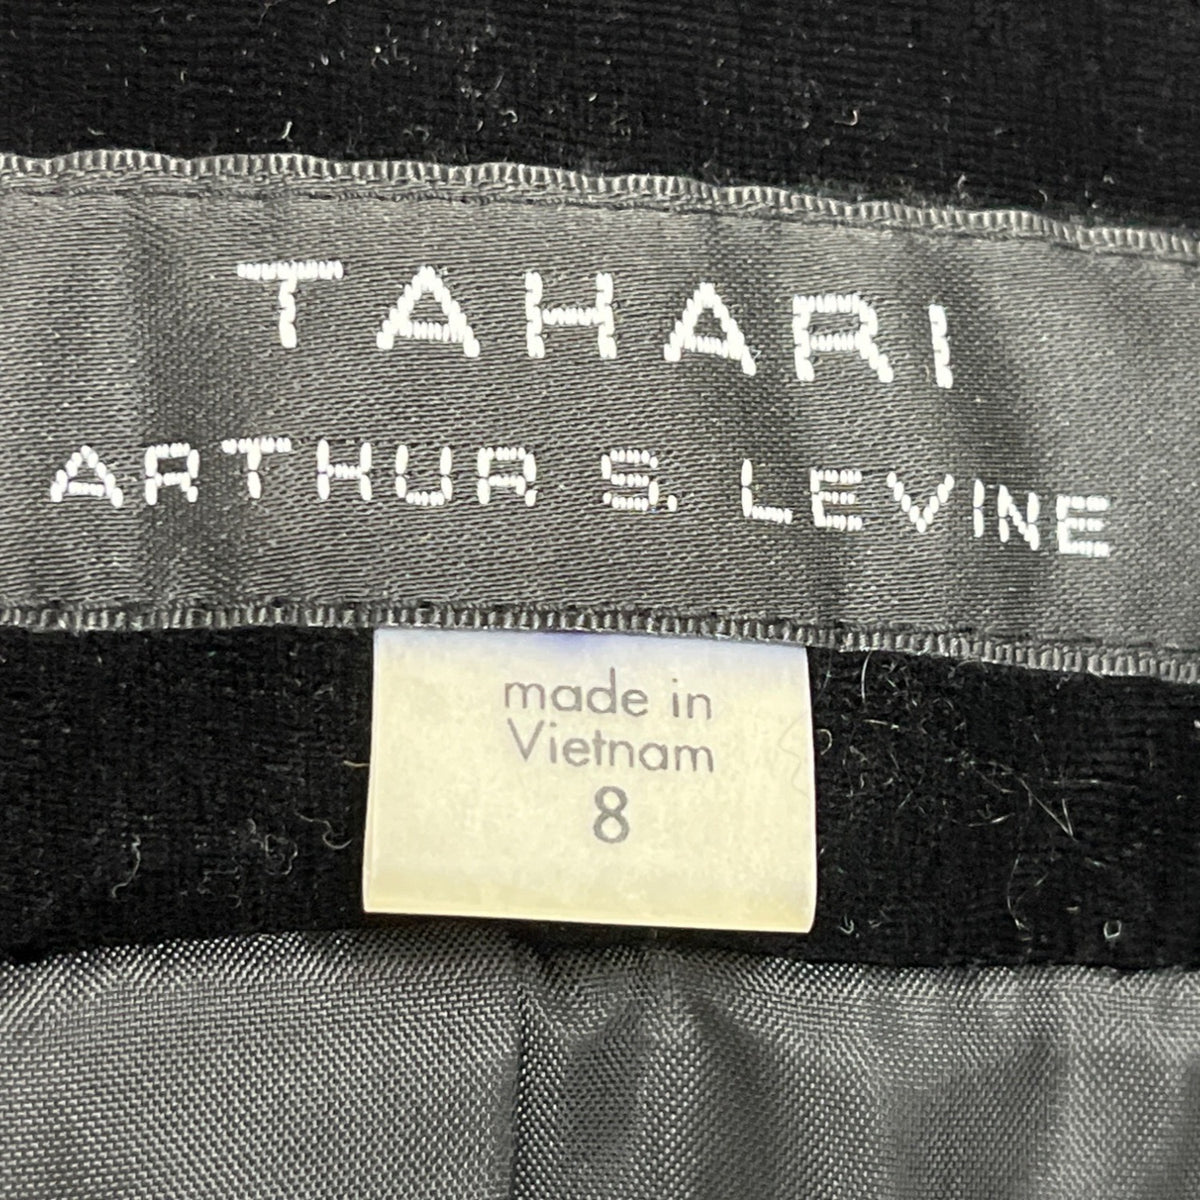 TAHARI
ARTHUR S. LEVINE
made in
Vietnam
8